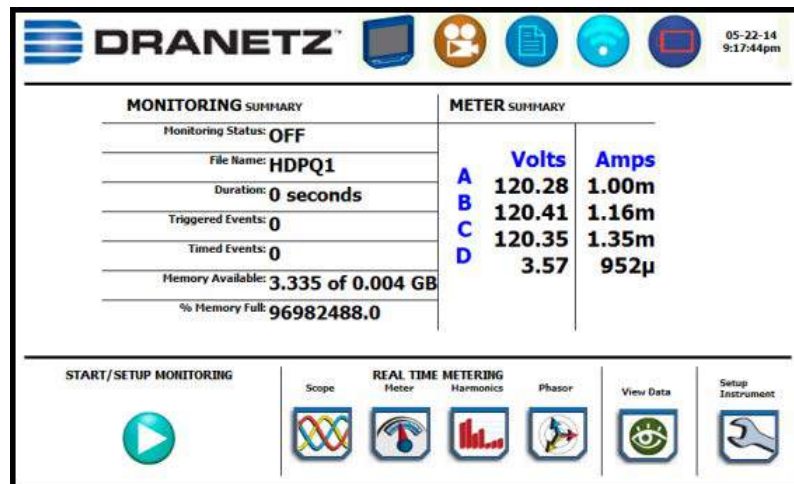 DRANETZ
05-22-14
9:17:44pm
MONITORING SUMMARY
Monitoring Status: OFF
File Name: HDPQ1
Duration: 0 seconds
Triggered Events: 0
Timed Events: 0
Memory Available: 3.335 of 0.004 GB
% Memory Full: 96982488.0
METER SUMMARY
Volts Amps
A 120.28 1.00m
B 120.41 1.16m
C 120.35 1.35m
D 3.57 952µ
START/SETUP MONITORING
REAL TIME METERING
Scope Meter Harmonics Phasor
View Data
Setup
Instrument